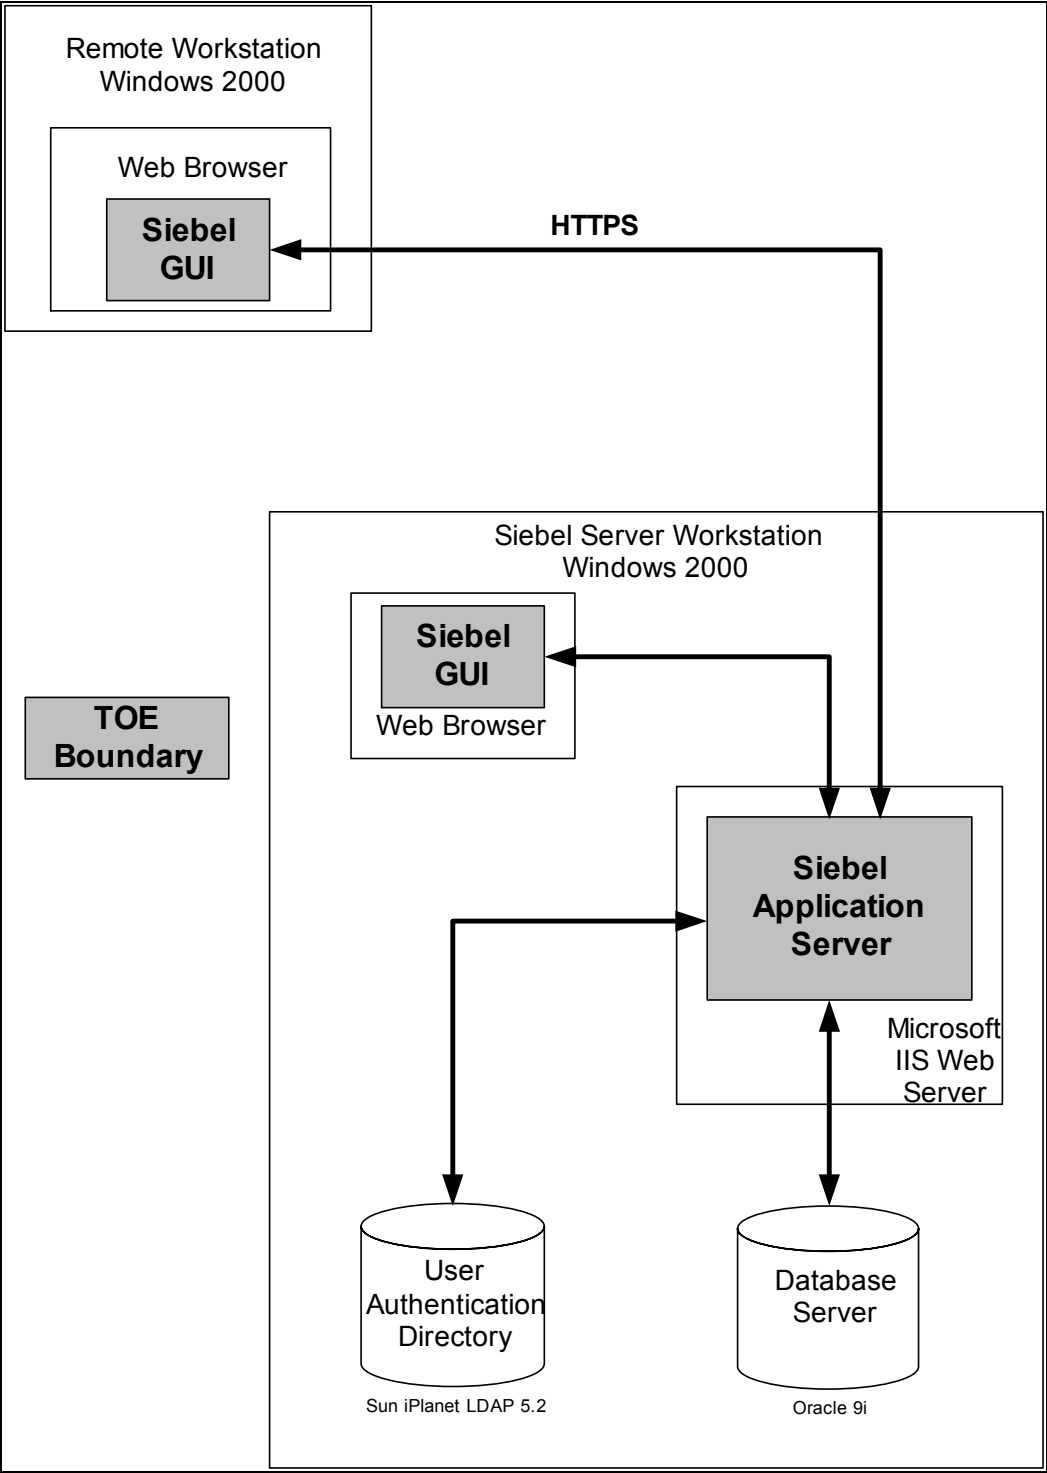 Remote Workstation
Windows 2000
Web Browser
Siebel
GUI
HTTPS
Siebel Server Workstation
Windows 2000
Siebel
GUI
Web Browser
TOE
Boundary
Siebel
Application
Server
Microsoft
IIS Web
Server
User
Authentication
Directory
Sun iPlanet LDAP 5.2
Database
Server
Oracle 9i